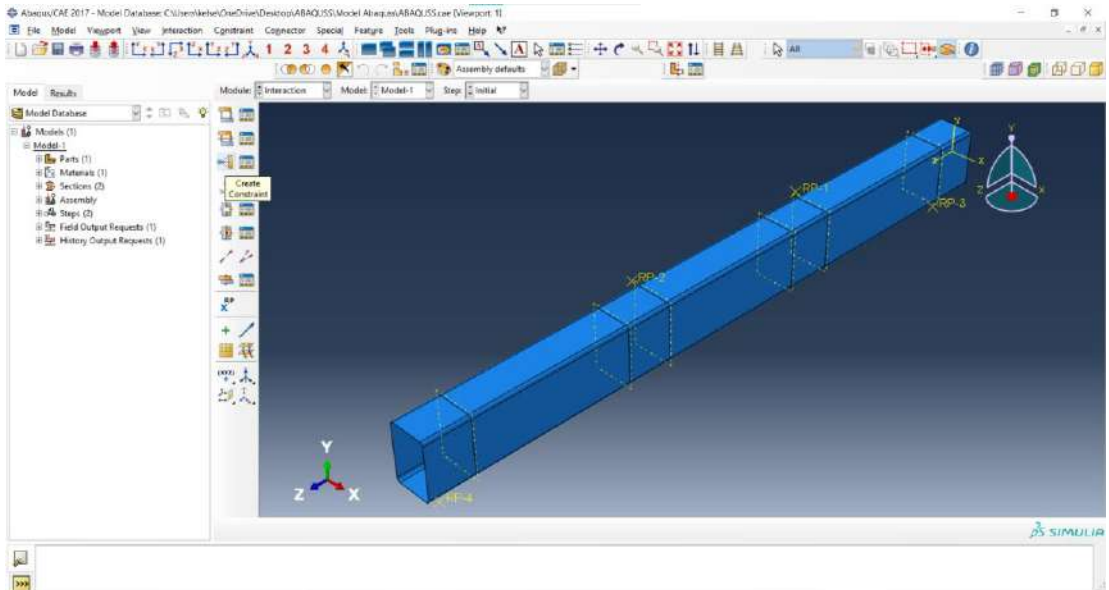 Abaqus/CAE 2017 - Model Database: C:\Users\kelse\OneDrive\Desktop\ABAQUSS\Model Abaquss\ABAQUSS.cae [Viewport: 1]
File Model Viewport View Interaction Constraint Connector Special Feature Tools Plug-ins Help
1 2 3 4 A All
Assembly defaults
Model Results Module: Interaction Model: Model-1 Step: Initial
Model Database
Models (1)
Model-1
Parts (1)
Materials (1)
Sections (2)
Assembly
Steps (2)
Field Output Requests (1)
History Output Requests (1)
Create
Constraint
RP
X
(XYZ)
RP-1
RP-2
RP-3
RP-4
Y
Z X
y
z x
Y
Z X
SIMULIA
>>>